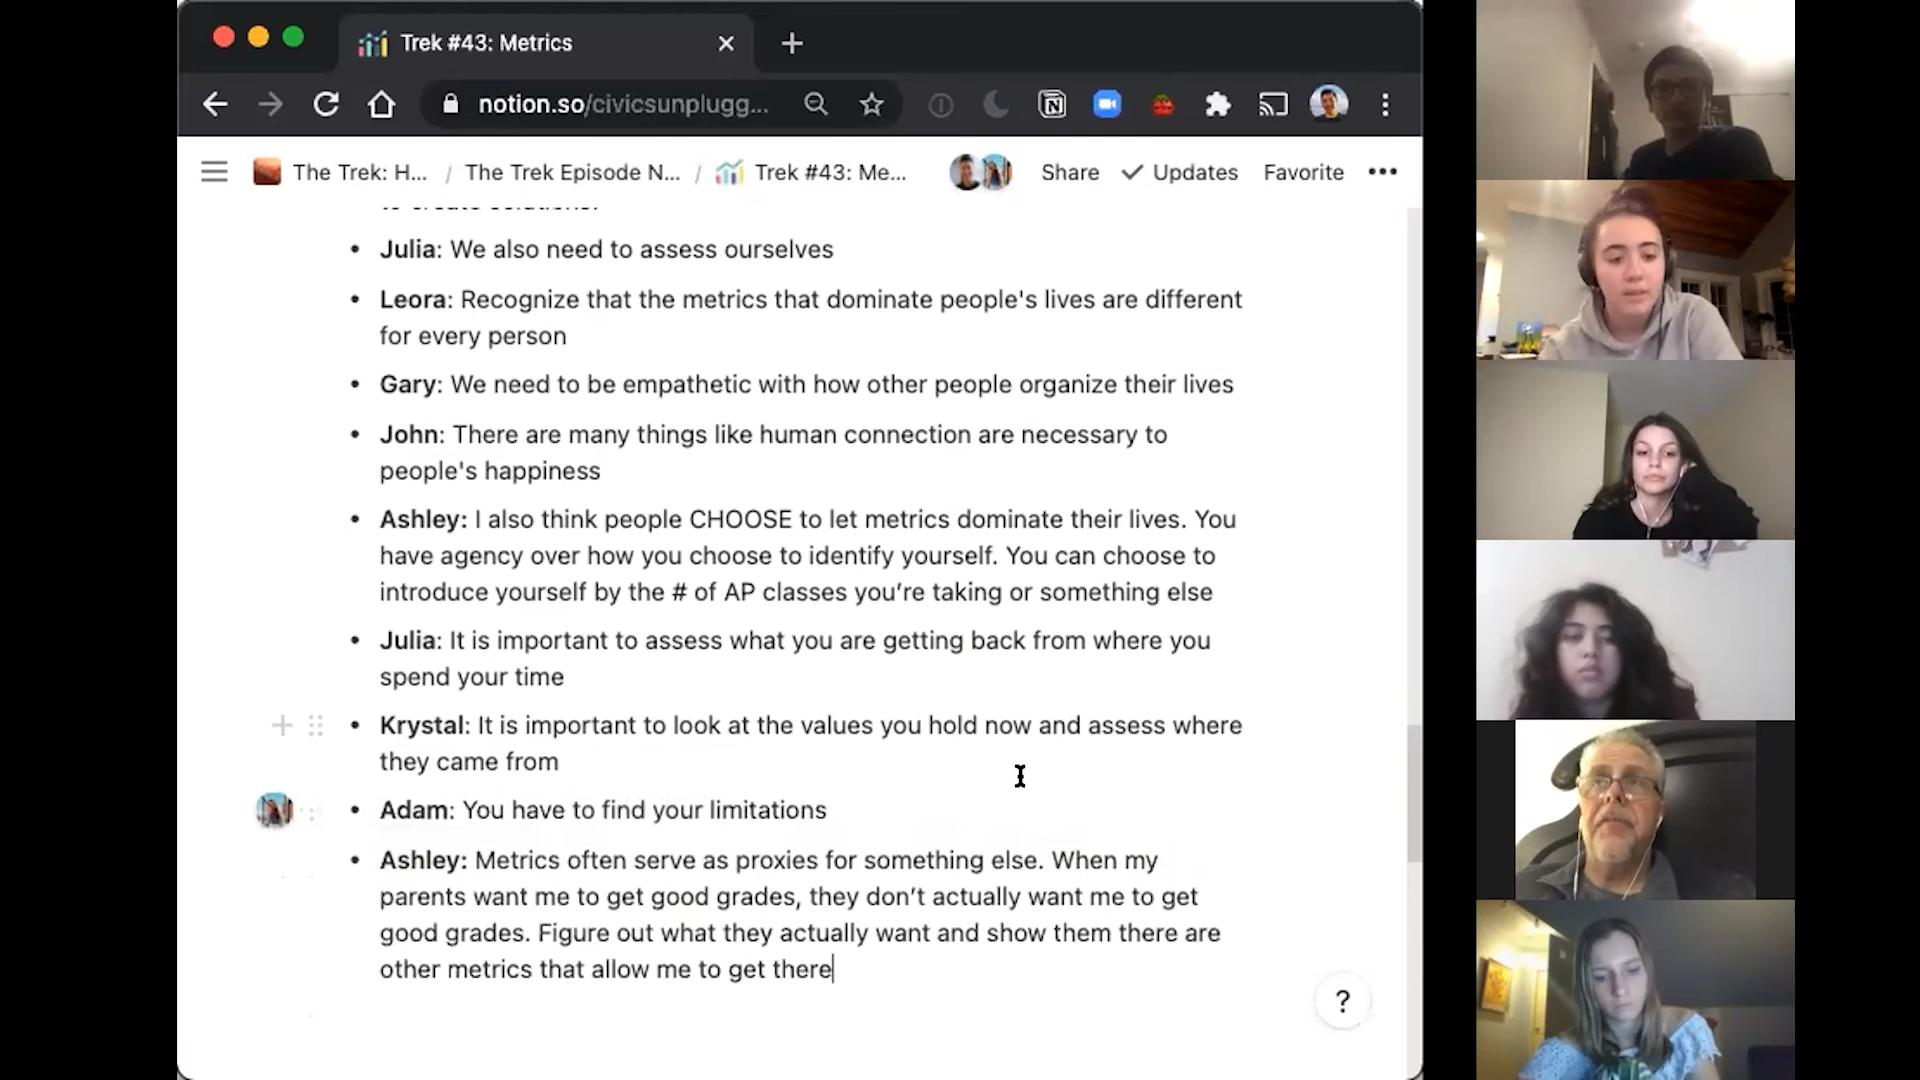 Trek #43: Metrics
notion.so/civicsunplugg...
The Trek: H... / The Trek Episode N... / Trek #43: Me... Share Updates Favorite
to create solutions.
• Julia: We also need to assess ourselves
• Leora: Recognize that the metrics that dominate people's lives are different
for every person
• Gary: We need to be empathetic with how other people organize their lives
• John: There are many things like human connection are necessary to
people's happiness
• Ashley: I also think people CHOOSE to let metrics dominate their lives. You
have agency over how you choose to identify yourself. You can choose to
introduce yourself by the # of AP classes you're taking or something else
• Julia: It is important to assess what you are getting back from where you
spend your time
• Krystal: It is important to look at the values you hold now and assess where
they came from
• Adam: You have to find your limitations
• Ashley: Metrics often serve as proxies for something else. When my
parents want me to get good grades, they don't actually want me to get
good grades. Figure out what they actually want and show them there are
other metrics that allow me to get there
?